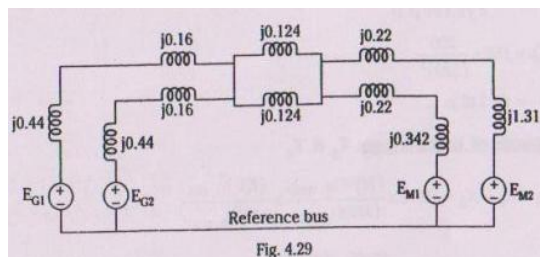 j0.16
j0.124
j0.22
j0.44
j0.44
j0.16
j0.124
j0.22
j0.342
j1.31
EG1
EG2
EM1
EM2
Reference bus
Fig. 4.29